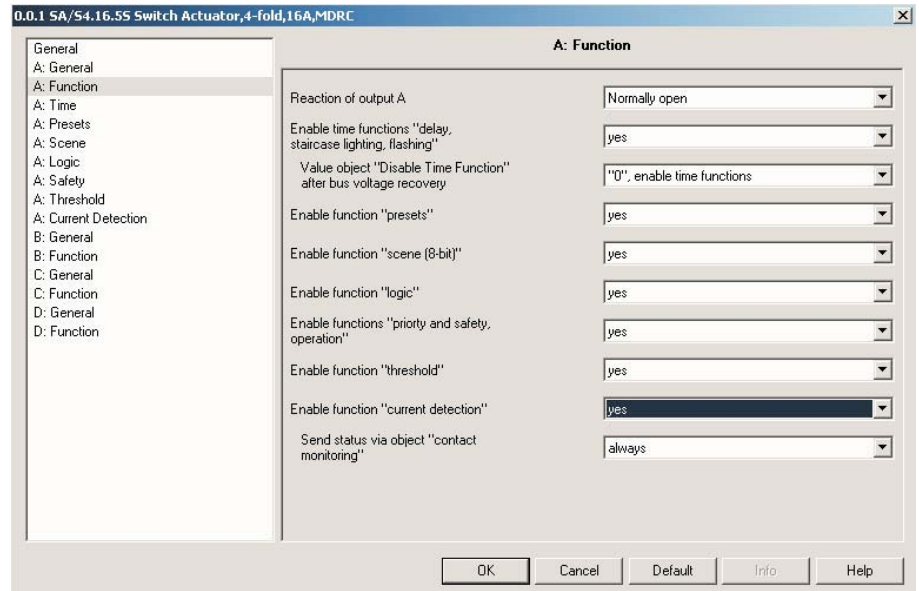 0.0.1 SA/S4.16.5S Switch Actuator,4-fold,16A,MDRC
General
A: General
A: Function
A: Time
A: Presets
A: Scene
A: Logic
A: Safety
A: Threshold
A: Current Detection
B: General
B: Function
C: General
C: Function
D: General
D: Function
A: Function
Reaction of output A
Normally open
Enable time functions "delay,
staircase lighting, flashing"
yes
Value object "Disable Time Function"
after bus voltage recovery
"0", enable time functions
Enable function "presets"
yes
Enable function "scene (8-bit)"
yes
Enable function "logic"
yes
Enable functions "priorty and safety,
operation"
yes
Enable function "threshold"
yes
Enable function "current detection"
yes
Send status via object "contact
monitoring"
always
OK
Cancel
Default
Info
Help